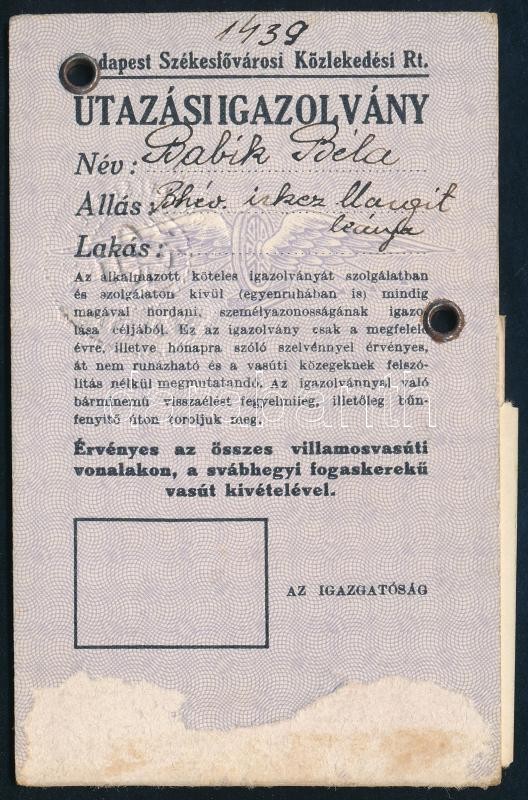 1439
Budapest Székesfővárosi Közlekedési Rt.
UTAZÁSI IGAZOLVÁNY
Név: Babik Béla
Állás: Bhév. Margit
leánya
Lakás:
Az alkalmazott köteles igazolványát szolgálatban
és szolgálaton kívül (egyenruhában is) mindig
magával hordani, személyazonosságának igazo-
lása céljából. Ez az igazolvány csak a megfelelő
évre, illetve hónapra szóló szelvénnyel érvényes,
át nem ruházható és a vasúti közegeknek felszó-
lítás nélkül megmutatandó. Az igazolvánnyal való
bárminemű visszaélést fegyelmileg, illetőleg bün-
fenyítő úton toroljuk meg.
Érvényes az összes villamosvasúti
vonalakon, a svábhegyi fogaskerekű
vasút kivételével.
AZ IGAZGATÓSÁG